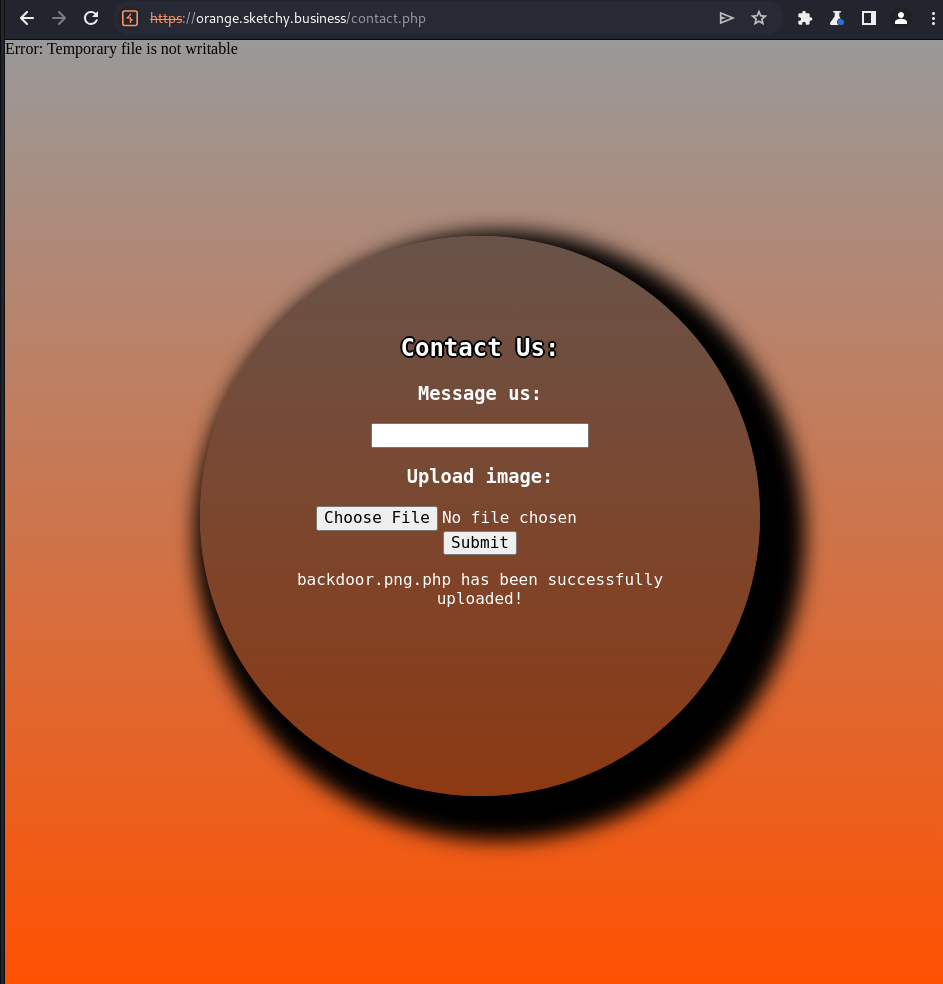 https://orange.sketchy.business/contact.php
Error: Temporary file is not writable
Contact Us:
Message us:
Upload image:
Choose File No file chosen
Submit
backdoor.png.php has been successfully
uploaded!